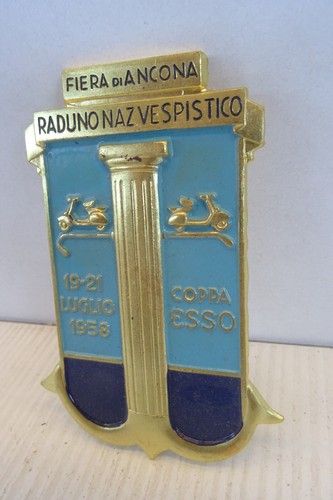 FIERA DI ANCONA
RADUNO NAZ VESPISTICO
19-21
LUGLIO
1958
COPPA
ESSO